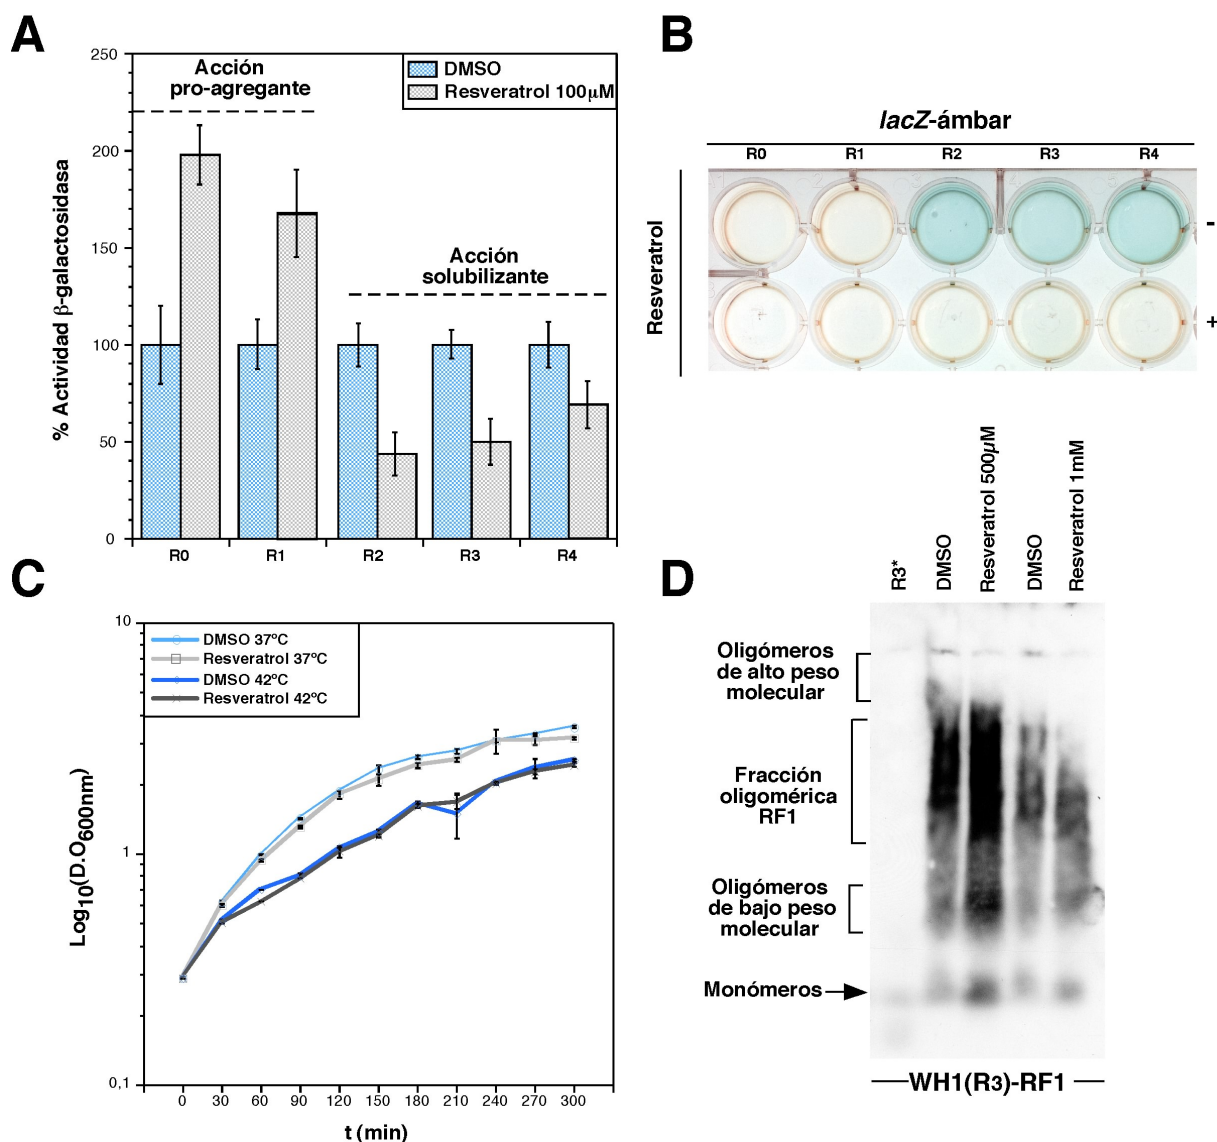 A
250
200
150
100
50
0
% Actividad β-galactosidasa
Acción
pro-agregante
DMSO
Resveratrol 100µM
Acción
solubilizante
R0
R1
R2
R3
R4
B
lacZ-ámbar
R0
R1
R2
R3
R4
Resveratrol
-
+
C
10
1
0,1
Log10(D.O600nm)
DMSO 37ºC
Resveratrol 37ºC
DMSO 42ºC
Resveratrol 42ºC
0 30 60 90 120 150 180 210 240 270 300
t (min)
D
R3*
DMSO
Resveratrol 500µM
DMSO
Resveratrol 1mM
Oligómeros
de alto peso
molecular
Fracción
oligomérica
RF1
Oligómeros
de bajo peso
molecular
Monómeros
WH1(R3)-RF1